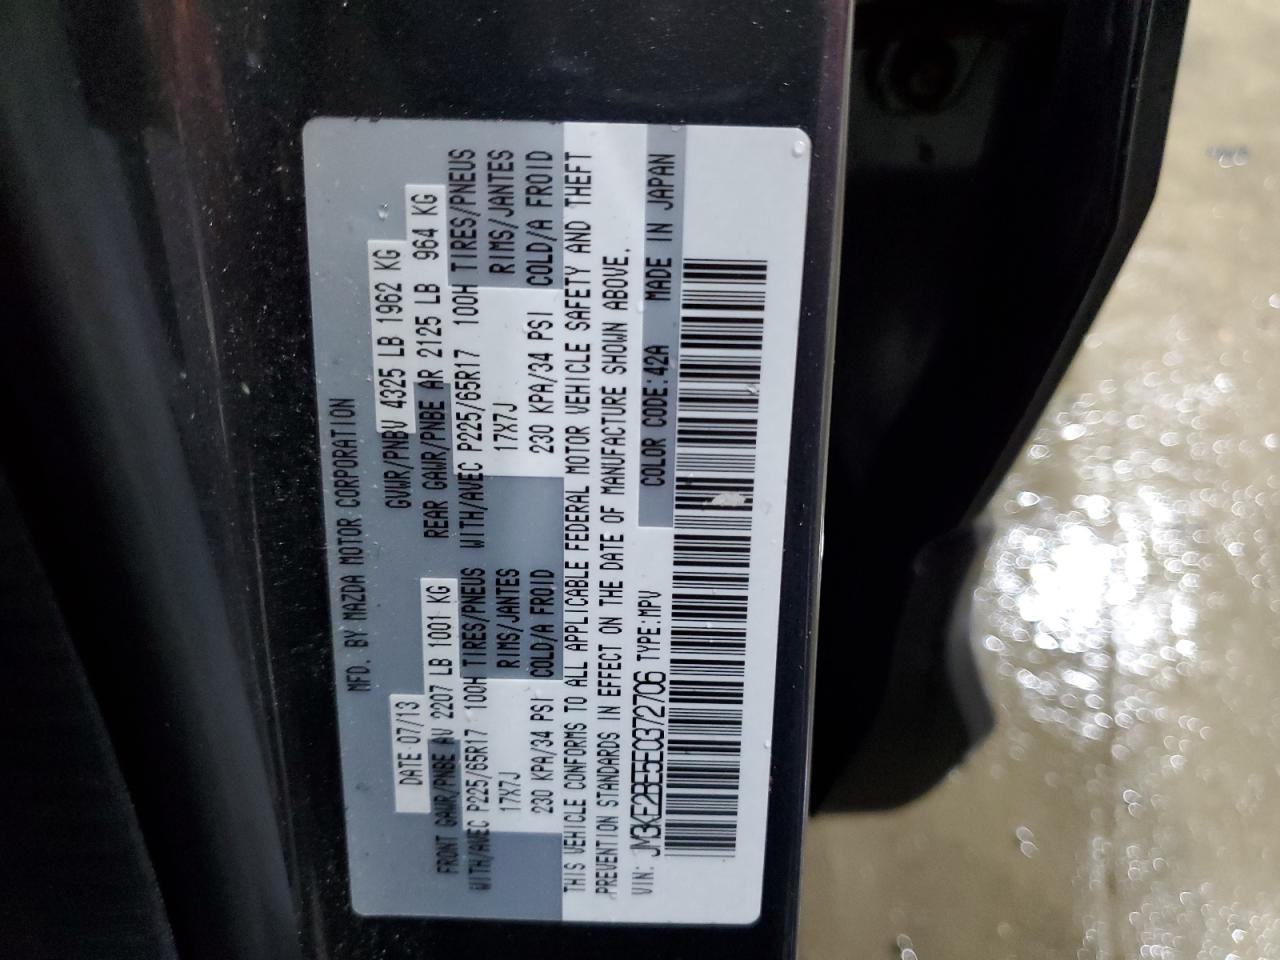 MFD. BY MAZDA MOTOR CORPORATION
DATE 07/13 GVWR/PNBV 4325 LB 1962 KG
FRONT GAWR/PNBE AV 2207 LB 1001 KG REAR GAWR/PNBE AR 2125 LB 964 KG
WITH/AVEC P225/65R17 100H TIRES/PNEUS WITH/AVEC P225/65R17 100H TIRES/PNEUS
17X7J RIMS/JANTES 17X7J RIMS/JANTES
230 KPA/34 PSI COLD/A FROID 230 KPA/34 PSI COLD/A FROID
THIS VEHICLE CONFORMS TO ALL APPLICABLE FEDERAL MOTOR VEHICLE SAFETY AND THEFT
PREVENTION STANDARDS IN EFFECT ON THE DATE OF MANUFACTURE SHOWN ABOVE.
VIN: JM3KE2BE5E0372706 TYPE:MPV COLOR CODE:42A MADE IN JAPAN